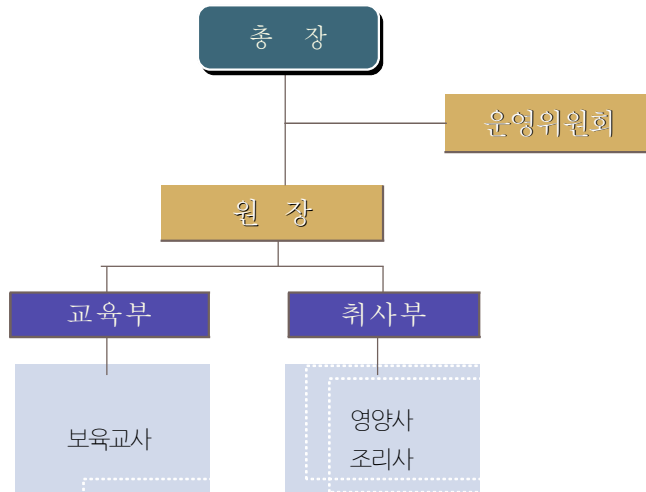 총 장
운영위원회
원 장
교육부
취사부
보육교사
영양사
조리사